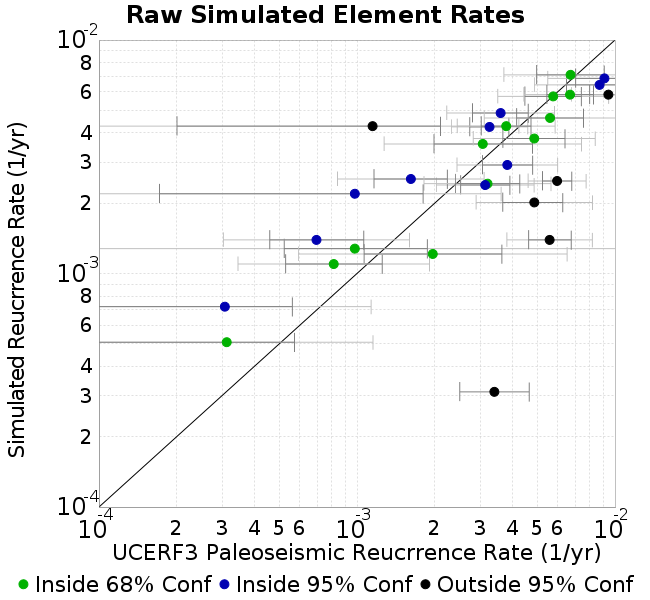 Raw Simulated Element Rates
Simulated Reucrrence Rate (1/yr)
10-2
8
6
4
3
2
10-3
8
6
4
3
2
10-4
10-4 2 3 4 5 6 10-3 2 3 4 5 6 10-2
UCERF3 Paleoseismic Reucrrence Rate (1/yr)
Inside 68% Conf Inside 95% Conf Outside 95% Conf